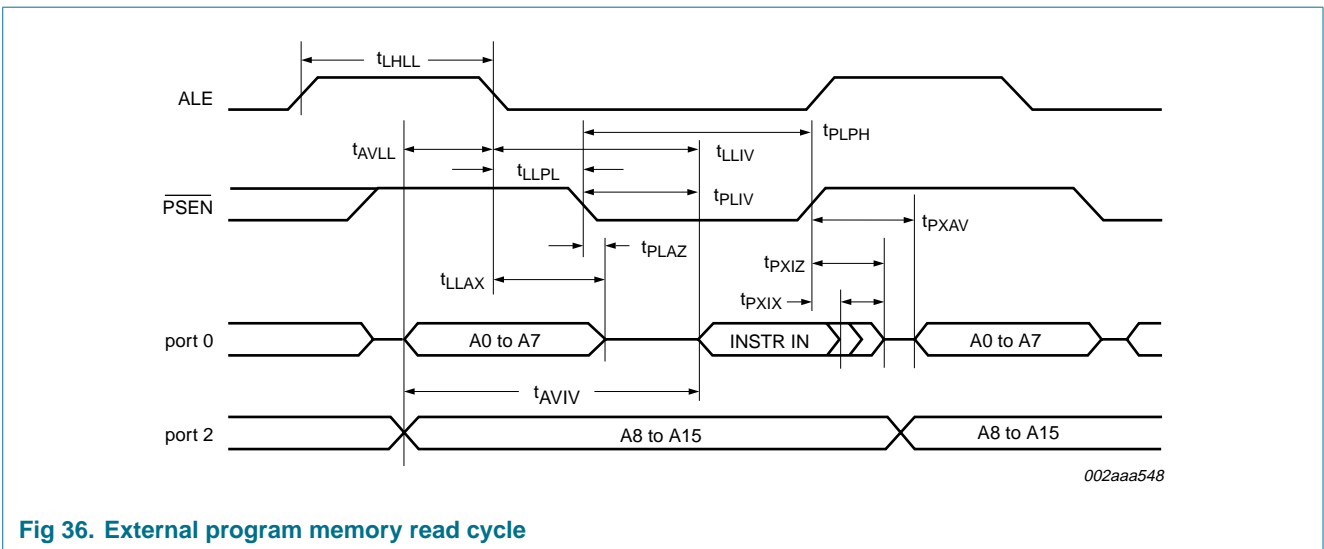 tLHLL
ALE
tPLPH
tAVLL
tLLIV
tLLPL
PSEN
tPLIV
tPXAV
tPLAZ
tPXIZ
tLLAX
tPXIX
port 0
A0 to A7
INSTR IN
A0 to A7
tAVIV
port 2
A8 to A15
A8 to A15
002aaa548
Fig 36. External program memory read cycle